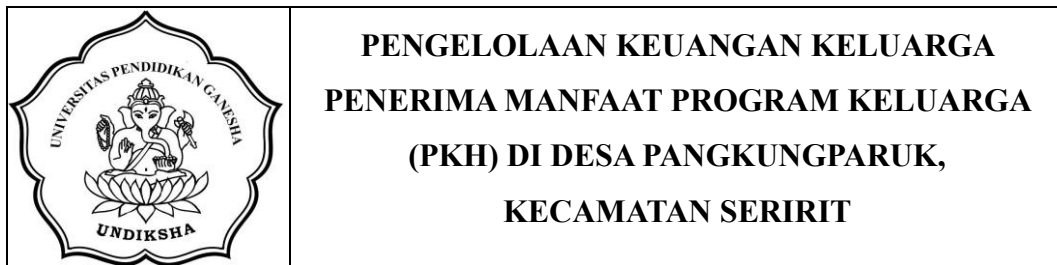 UNIVERSITAS PENDIDIKAN GANESHA
UNDIKSHA
PENGELOLAAN KEUANGAN KELUARGA
PENERIMA MANFAAT PROGRAM KELUARGA
(PKH) DI DESA PANGKUNGPARUK,
KECAMATAN SERIRIT